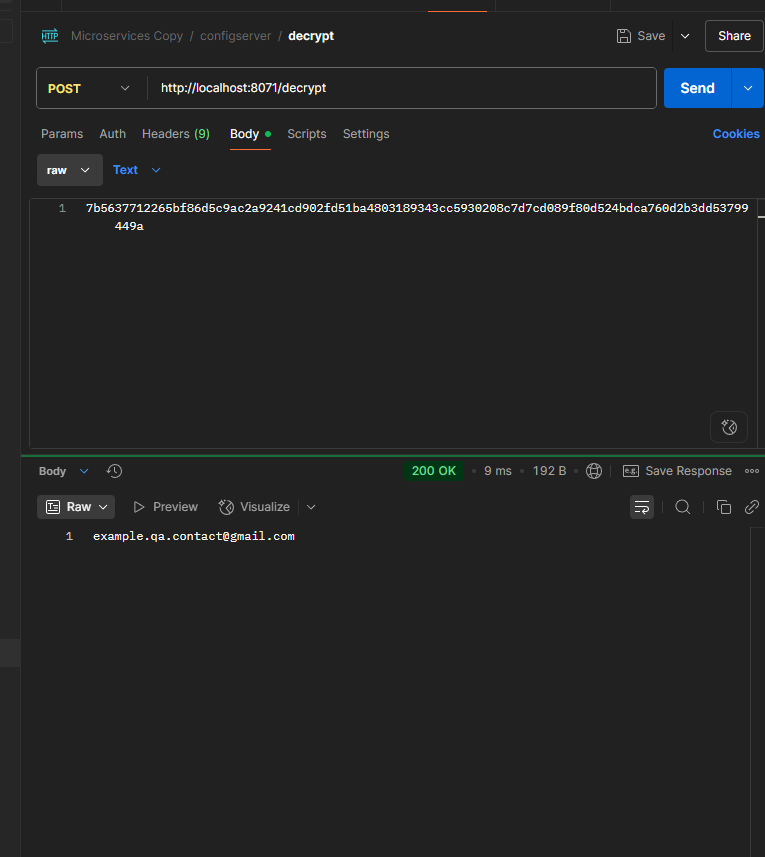 HTTP Microservices Copy / configserver / decrypt Save Share
POST http://localhost:8071/decrypt Send
Params Auth Headers (9) Body Scripts Settings Cookies
raw Text
1 7b5637712265bf86d5c9ac2a9241cd902fd51ba4803189343cc5930208c7d7cd089f80d524bdca760d2b3dd53799
449a
Body 200 OK 9 ms 192 B e.g. Save Response
Raw Preview Visualize
1 example.qa.contact@gmail.com